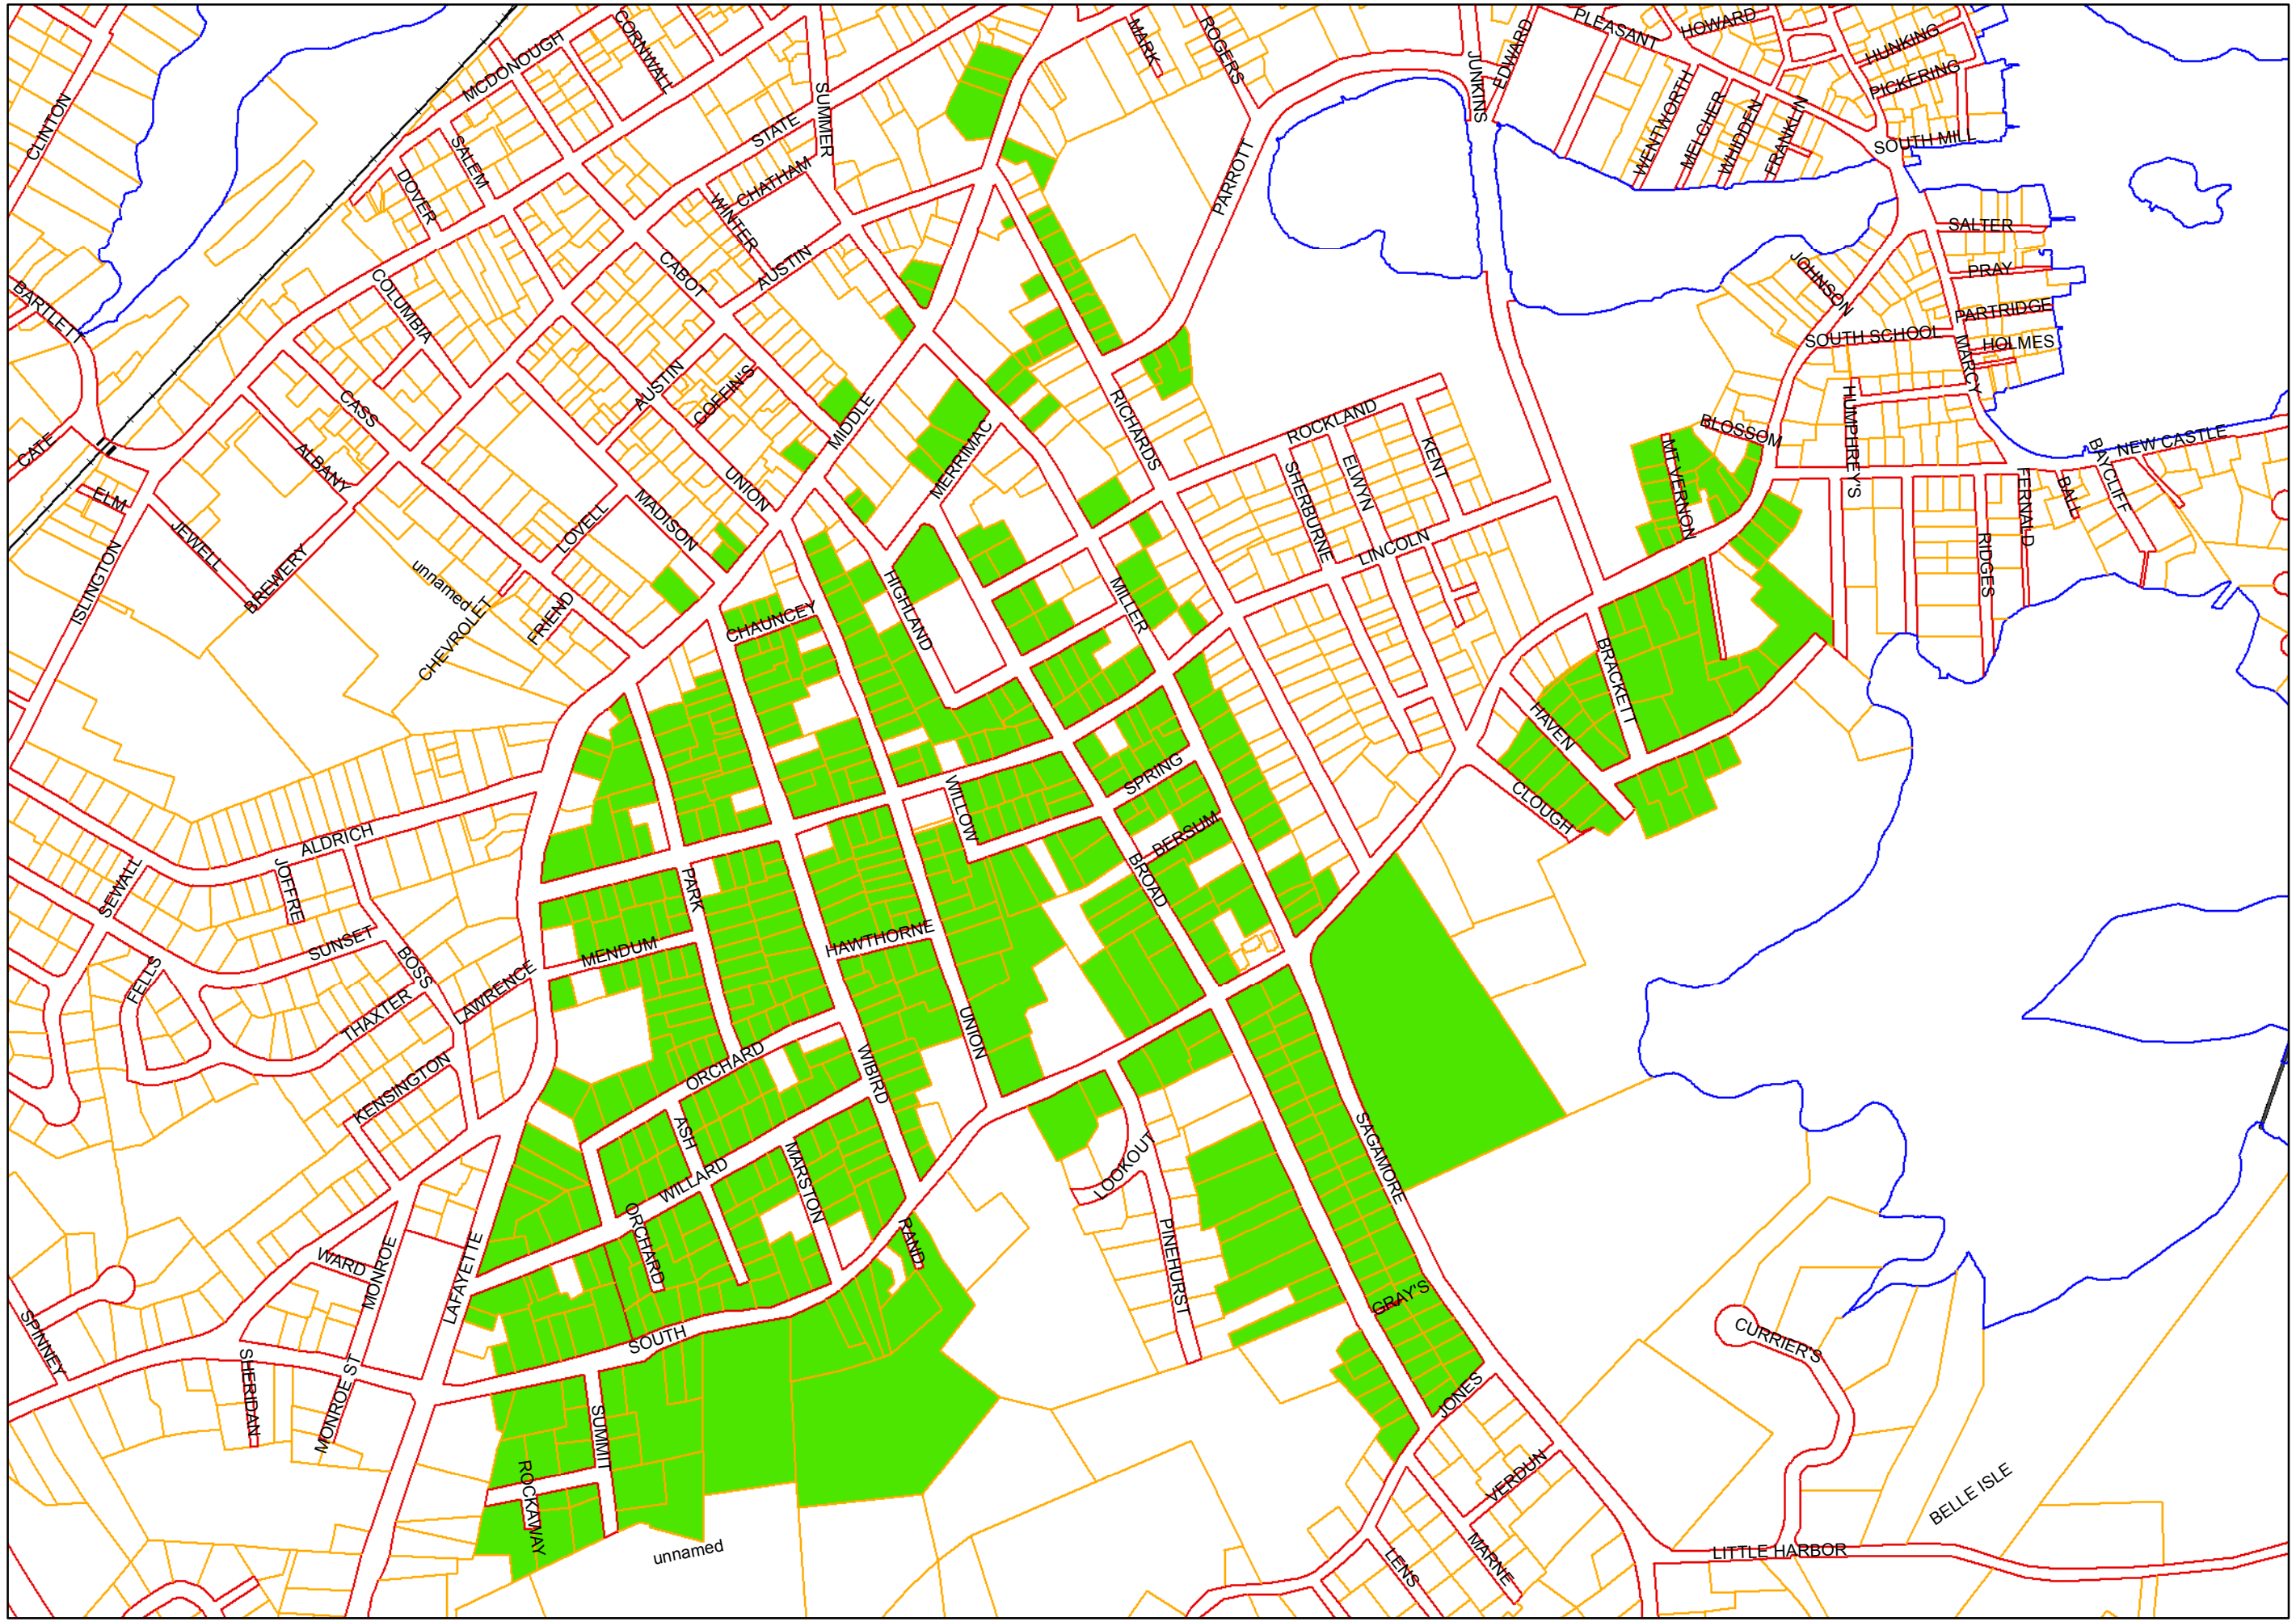 CLINTON
MCDONOUGH
CORNWALL
SUMMER
STATE
SALEM
DOVER
CHATHAM
WINTER
AUSTIN
CABOT
COLUMBIA
BARTLETT
MARK
ROGERS
PARROTT
JUNKINS
EDWARD
PLEASANT
HOWARD
HUNKING
PICKERING
SOUTH MILL
WENTWORTH
MELCHER
WHIDDEN
FRANKLIN
SALTER
PRAY
PARTRIDGE
JOHNSON
SOUTH SCHOOL
HOLMES
MARCY
HUMPHREY'S
BLOSSOM
MT VERNON
NEW CASTLE
BAYCLIFF
BALL
FERNALD
RIDGES
CATE
CASS
ALBANY
ELM
JEWELL
BREWERY
ISLINGTON
AUSTIN
COFFIN'S
UNION
MADISON
LOVELL
MIDDLE
MERRIMAC
RICHARDS
ROCKLAND
KENT
ELWYN
SHERBURNE
LINCOLN
unnamed
CHEVROLET
FRIEND
CHAUNCEY
HIGHLAND
MILLER
BRACKETT
HAVEN
CLOUGH
WILLOW
SPRING
BERSUM
BROAD
ALDRICH
JOFFRE
SEWALL
SUNSET
BOSS
FELLS
THAXTER
LAWRENCE
KENSINGTON
PARK
MENDUM
HAWTHORNE
UNION
ORCHARD
WIBIRD
ASH
WILLARD
MARSTON
ORCHARD
RAND
LOOKOUT
PINEHURST
SAGAMORE
GRAY'S
JONES
VERDUN
MARNE
LENS
CURRIER'S
BELLE ISLE
LITTLE HARBOR
WARD
MONROE
LAFAYETTE
SPINNEY
SHERIDAN
MONROE ST
SOUTH
SUMMIT
ROCKAWAY
unnamed